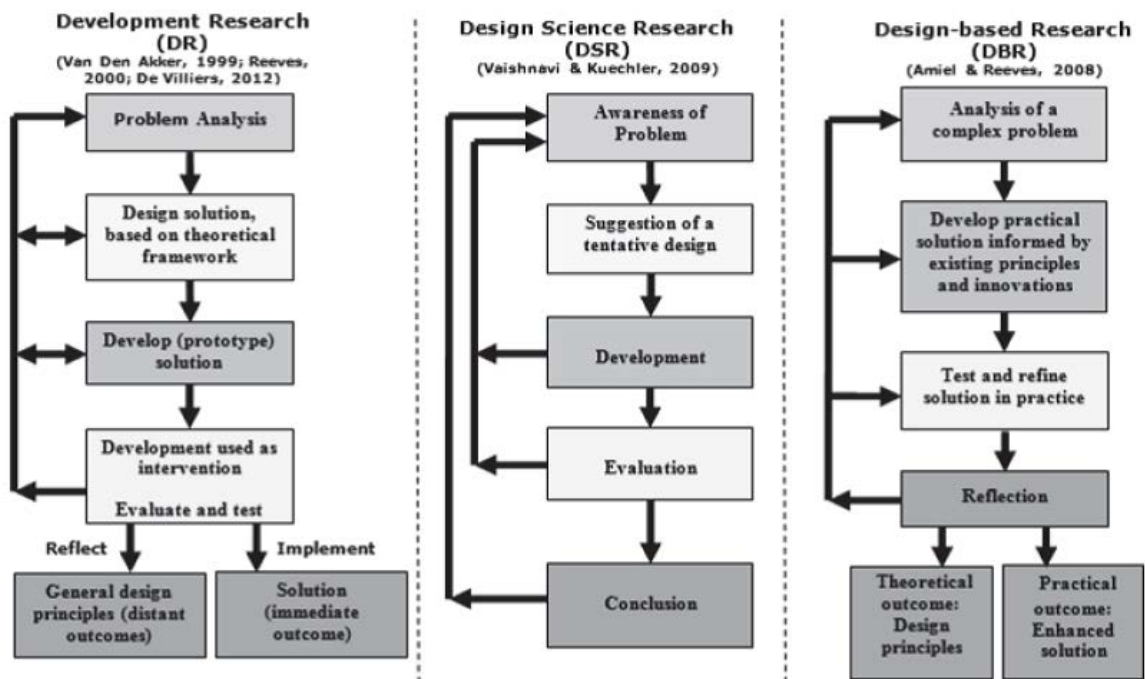 Development Research
(DR)
(Van Den Akker, 1999; Reeves,
2000; De Villiers, 2012)
Problem Analysis
Design solution,
based on theoretical
framework
Develop (prototype)
solution
Development used as
intervention
Evaluate and test
Reflect
Implement
General design
principles (distant
outcomes)
Solution
(immediate
outcome)
Design Science Research
(DSR)
(Vaishnavi & Kuechler, 2009)
Awareness of
Problem
Suggestion of a
tentative design
Development
Evaluation
Conclusion
Design-based Research
(DBR)
(Amiel & Reeves, 2008)
Analysis of a
complex problem
Develop practical
solution informed by
existing principles
and innovations
Test and refine
solution in practice
Reflection
Theoretical
outcome:
Design
principles
Practical
outcome:
Enhanced
solution